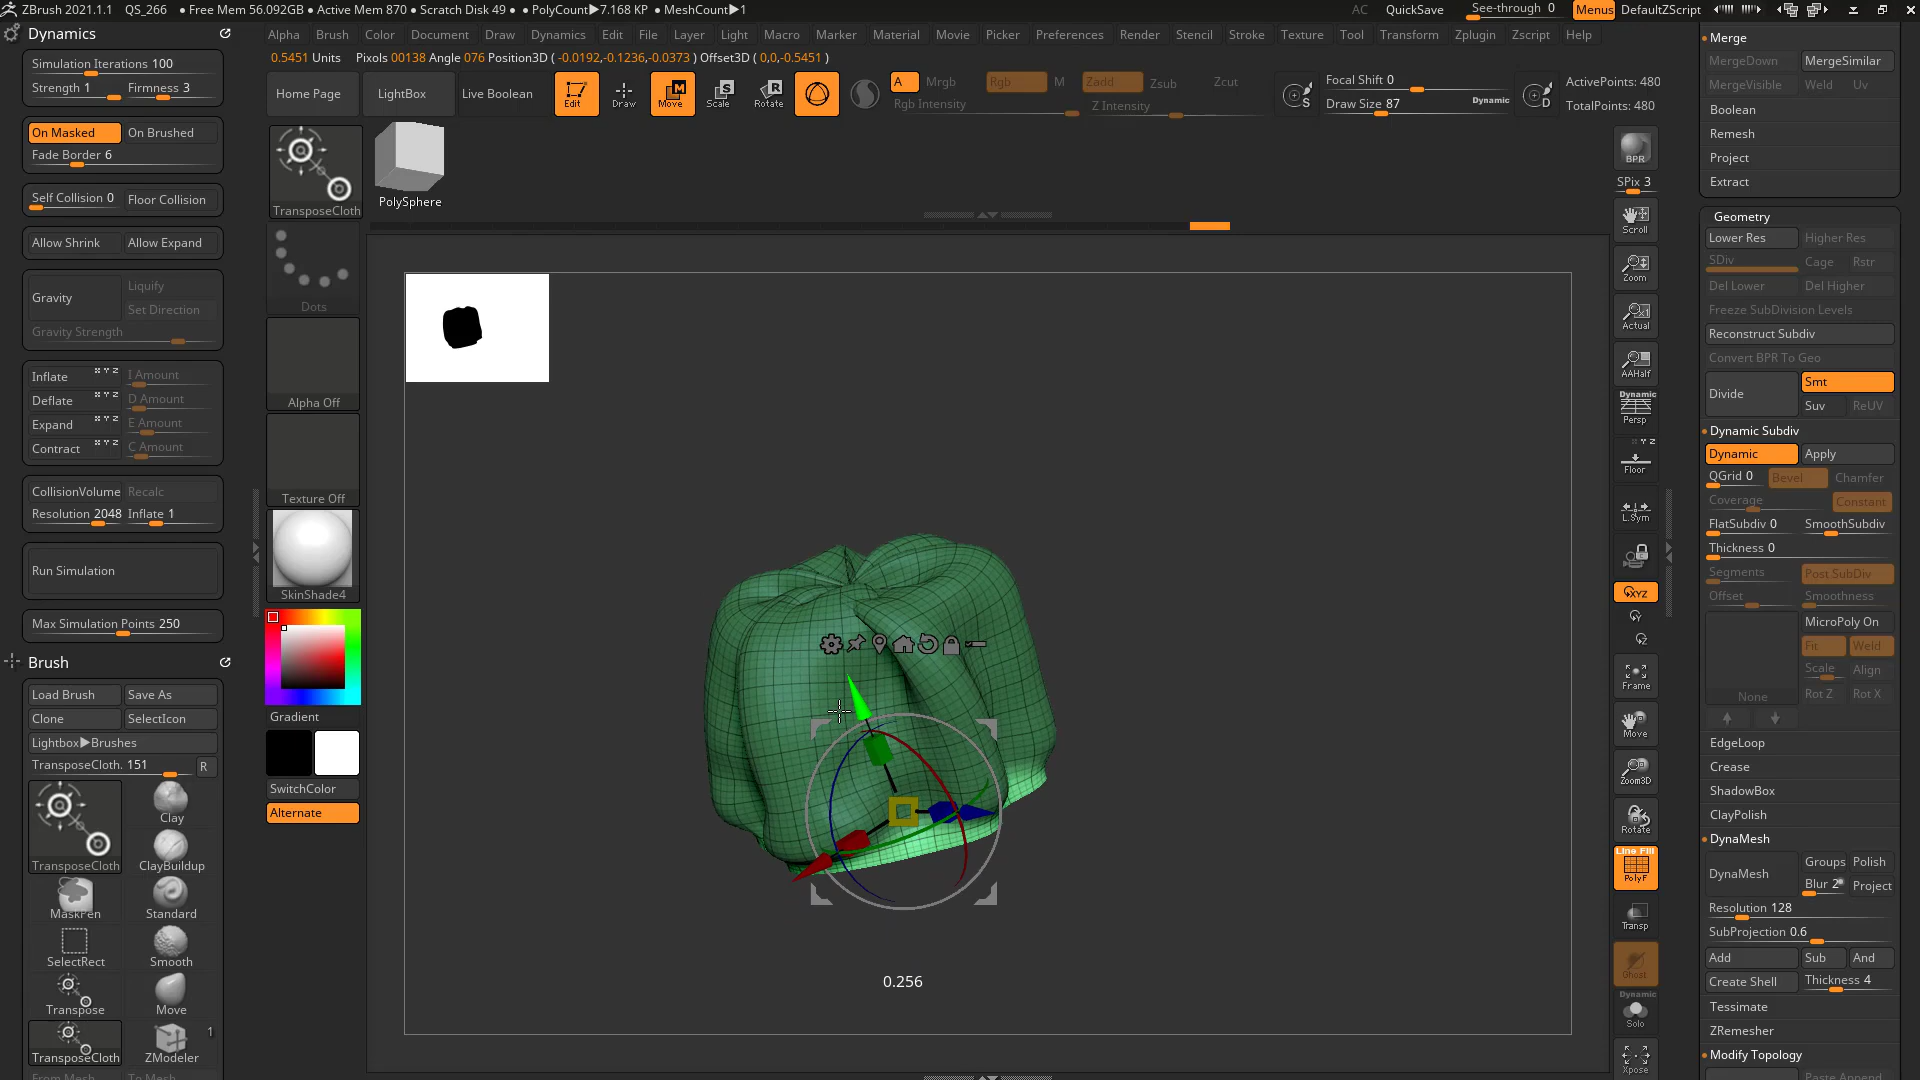 ZBrush 2021.1.1 QS_266 • Free Mem 56.092GB • Active Mem 870 • Scratch Disk 49 • • PolyCount▶7.168 KP • MeshCount▶1 AC QuickSave See-through 0 Menus DefaultZScript
Dynamics
Alpha Brush Color Document Draw Dynamics Edit File Layer Light Macro Marker Material Movie Picker Preferences Render Stencil Stroke Texture Tool Transform Zplugin Zscript Help
0.5451 Units Pixols 00138 Angle 076 Position3D ( -0.0192,-0.1236,-0.0373 ) Offset3D ( 0,0,-0.5451 )
Home Page
LightBox
Live Boolean
Edit
Draw
Move
Scale
Rotate
A
Mrgb
Rgb
M
Zadd
Zsub
Zcut
Rgb Intensity
Z Intensity
S
Focal Shift 0
Draw Size 87
Dynamic
D
ActivePoints: 480
TotalPoints: 480
Simulation Iterations 100
Strength 1 Firmness 3
On Masked On Brushed
Fade Border 6
Self Collision 0 Floor Collision
Allow Shrink Allow Expand
Gravity
Liquify
Set Direction
Gravity Strength
Inflate X Y Z I Amount
Deflate X Y Z D Amount
Expand X Y Z E Amount
Contract X Y Z C Amount
CollisionVolume Recalc
Resolution 2048 Inflate 1
Run Simulation
Max Simulation Points 250
Brush
Load Brush Save As
Clone SelectIcon
Lightbox▶Brushes
TransposeCloth. 151 R
TransposeCloth
Clay
ClayBuildup
MaskPen
Standard
SelectRect
Smooth
Transpose
Move
TransposeCloth
ZModeler
1
From Mesh To Mesh
TransposeCloth
PolySphere
Dots
Alpha Off
Texture Off
SkinShade4
Gradient
SwitchColor
Alternate
0.256
BPR
SPix 3
Scroll
Zoom
Actual
AAHalf
Dynamic
Persp
X Y Z
Floor
L.Sym
XYZ
Y
Z
Frame
Move
Zoom3D
Rotate
Line Fill
PolyF
Transp
Ghost
Dynamic
Solo
Xpose
Merge
MergeDown MergeSimilar
MergeVisible Weld Uv
Boolean
Remesh
Project
Extract
Geometry
Lower Res Higher Res
SDiv Cage Rstr
Del Lower Del Higher
Freeze SubDivision Levels
Reconstruct Subdiv
Convert BPR To Geo
Divide
Smt
Suv ReUV
Dynamic Subdiv
Dynamic Apply
QGrid 0 Bevel Chamfer
Coverage Constant
FlatSubdiv 0 SmoothSubdiv
Thickness 0
Segments Post SubDiv
Offset Smoothness
MicroPoly On
Fit Weld
Scale Align
None
Rot Z Rot X
EdgeLoop
Crease
ShadowBox
ClayPolish
DynaMesh
DynaMesh
Groups Polish
Blur 2 Project
Resolution 128
SubProjection 0.6
Add Sub And
Create Shell Thickness 4
Tessimate
ZRemesher
Modify Topology
Paste Append